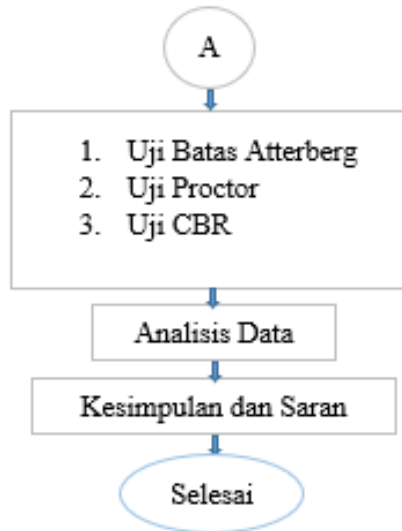 A
1. Uji Batas Atterberg
2. Uji Proctor
3. Uji CBR
Analisis Data
Kesimpulan dan Saran
Selesai